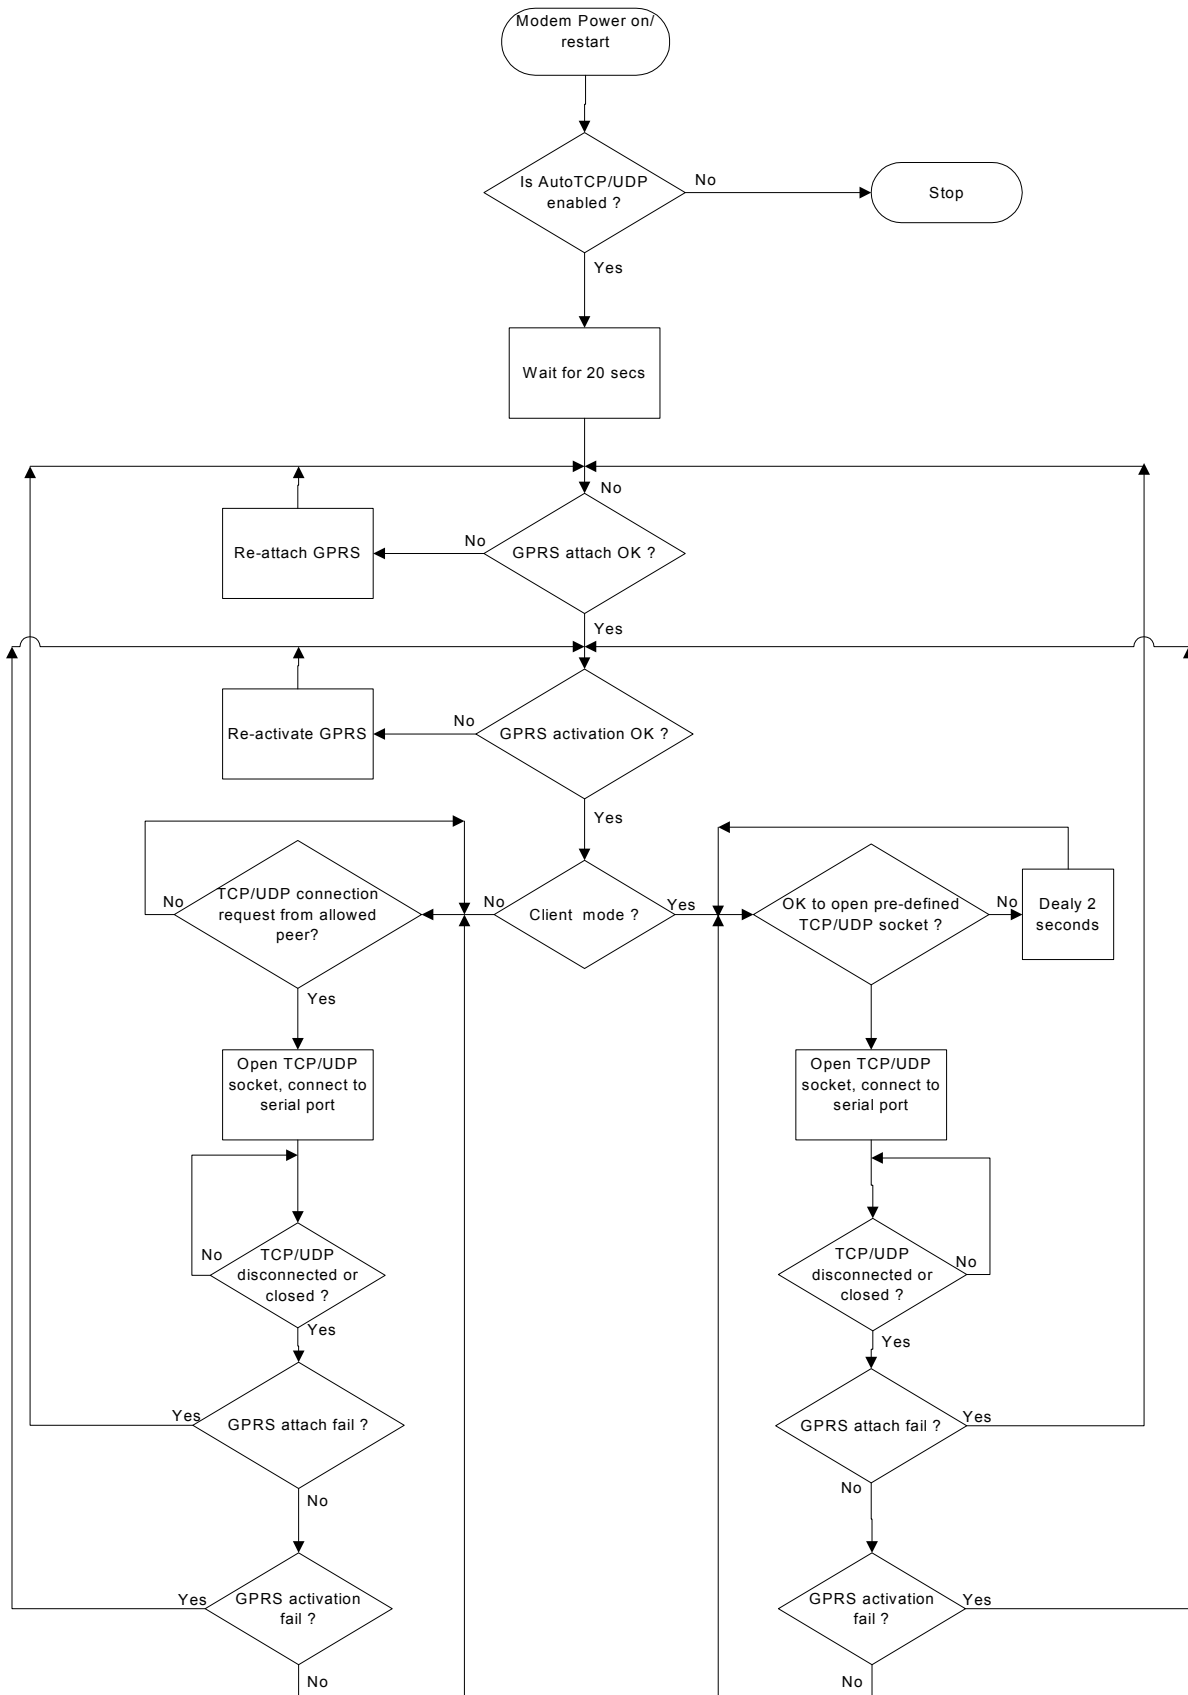 Modem Power on/
restart
Is AutoTCP/UDP
enabled ?
No
Stop
Yes
Wait for 20 secs
No
GPRS attach OK ?
No
Re-attach GPRS
Yes
GPRS activation OK ?
No
Re-activate GPRS
Yes
Client mode ?
No
Yes
TCP/UDP connection
request from allowed
peer?
No
OK to open pre-defined
TCP/UDP socket ?
No
Dealy 2
seconds
Yes
Open TCP/UDP
socket, connect to
serial port
Open TCP/UDP
socket, connect to
serial port
No
TCP/UDP
disconnected or
closed ?
TCP/UDP
disconnected or
closed ?
No
Yes
Yes
Yes
GPRS attach fail ?
GPRS attach fail ?
Yes
No
No
Yes
GPRS activation
fail ?
GPRS activation
fail ?
Yes
No
No